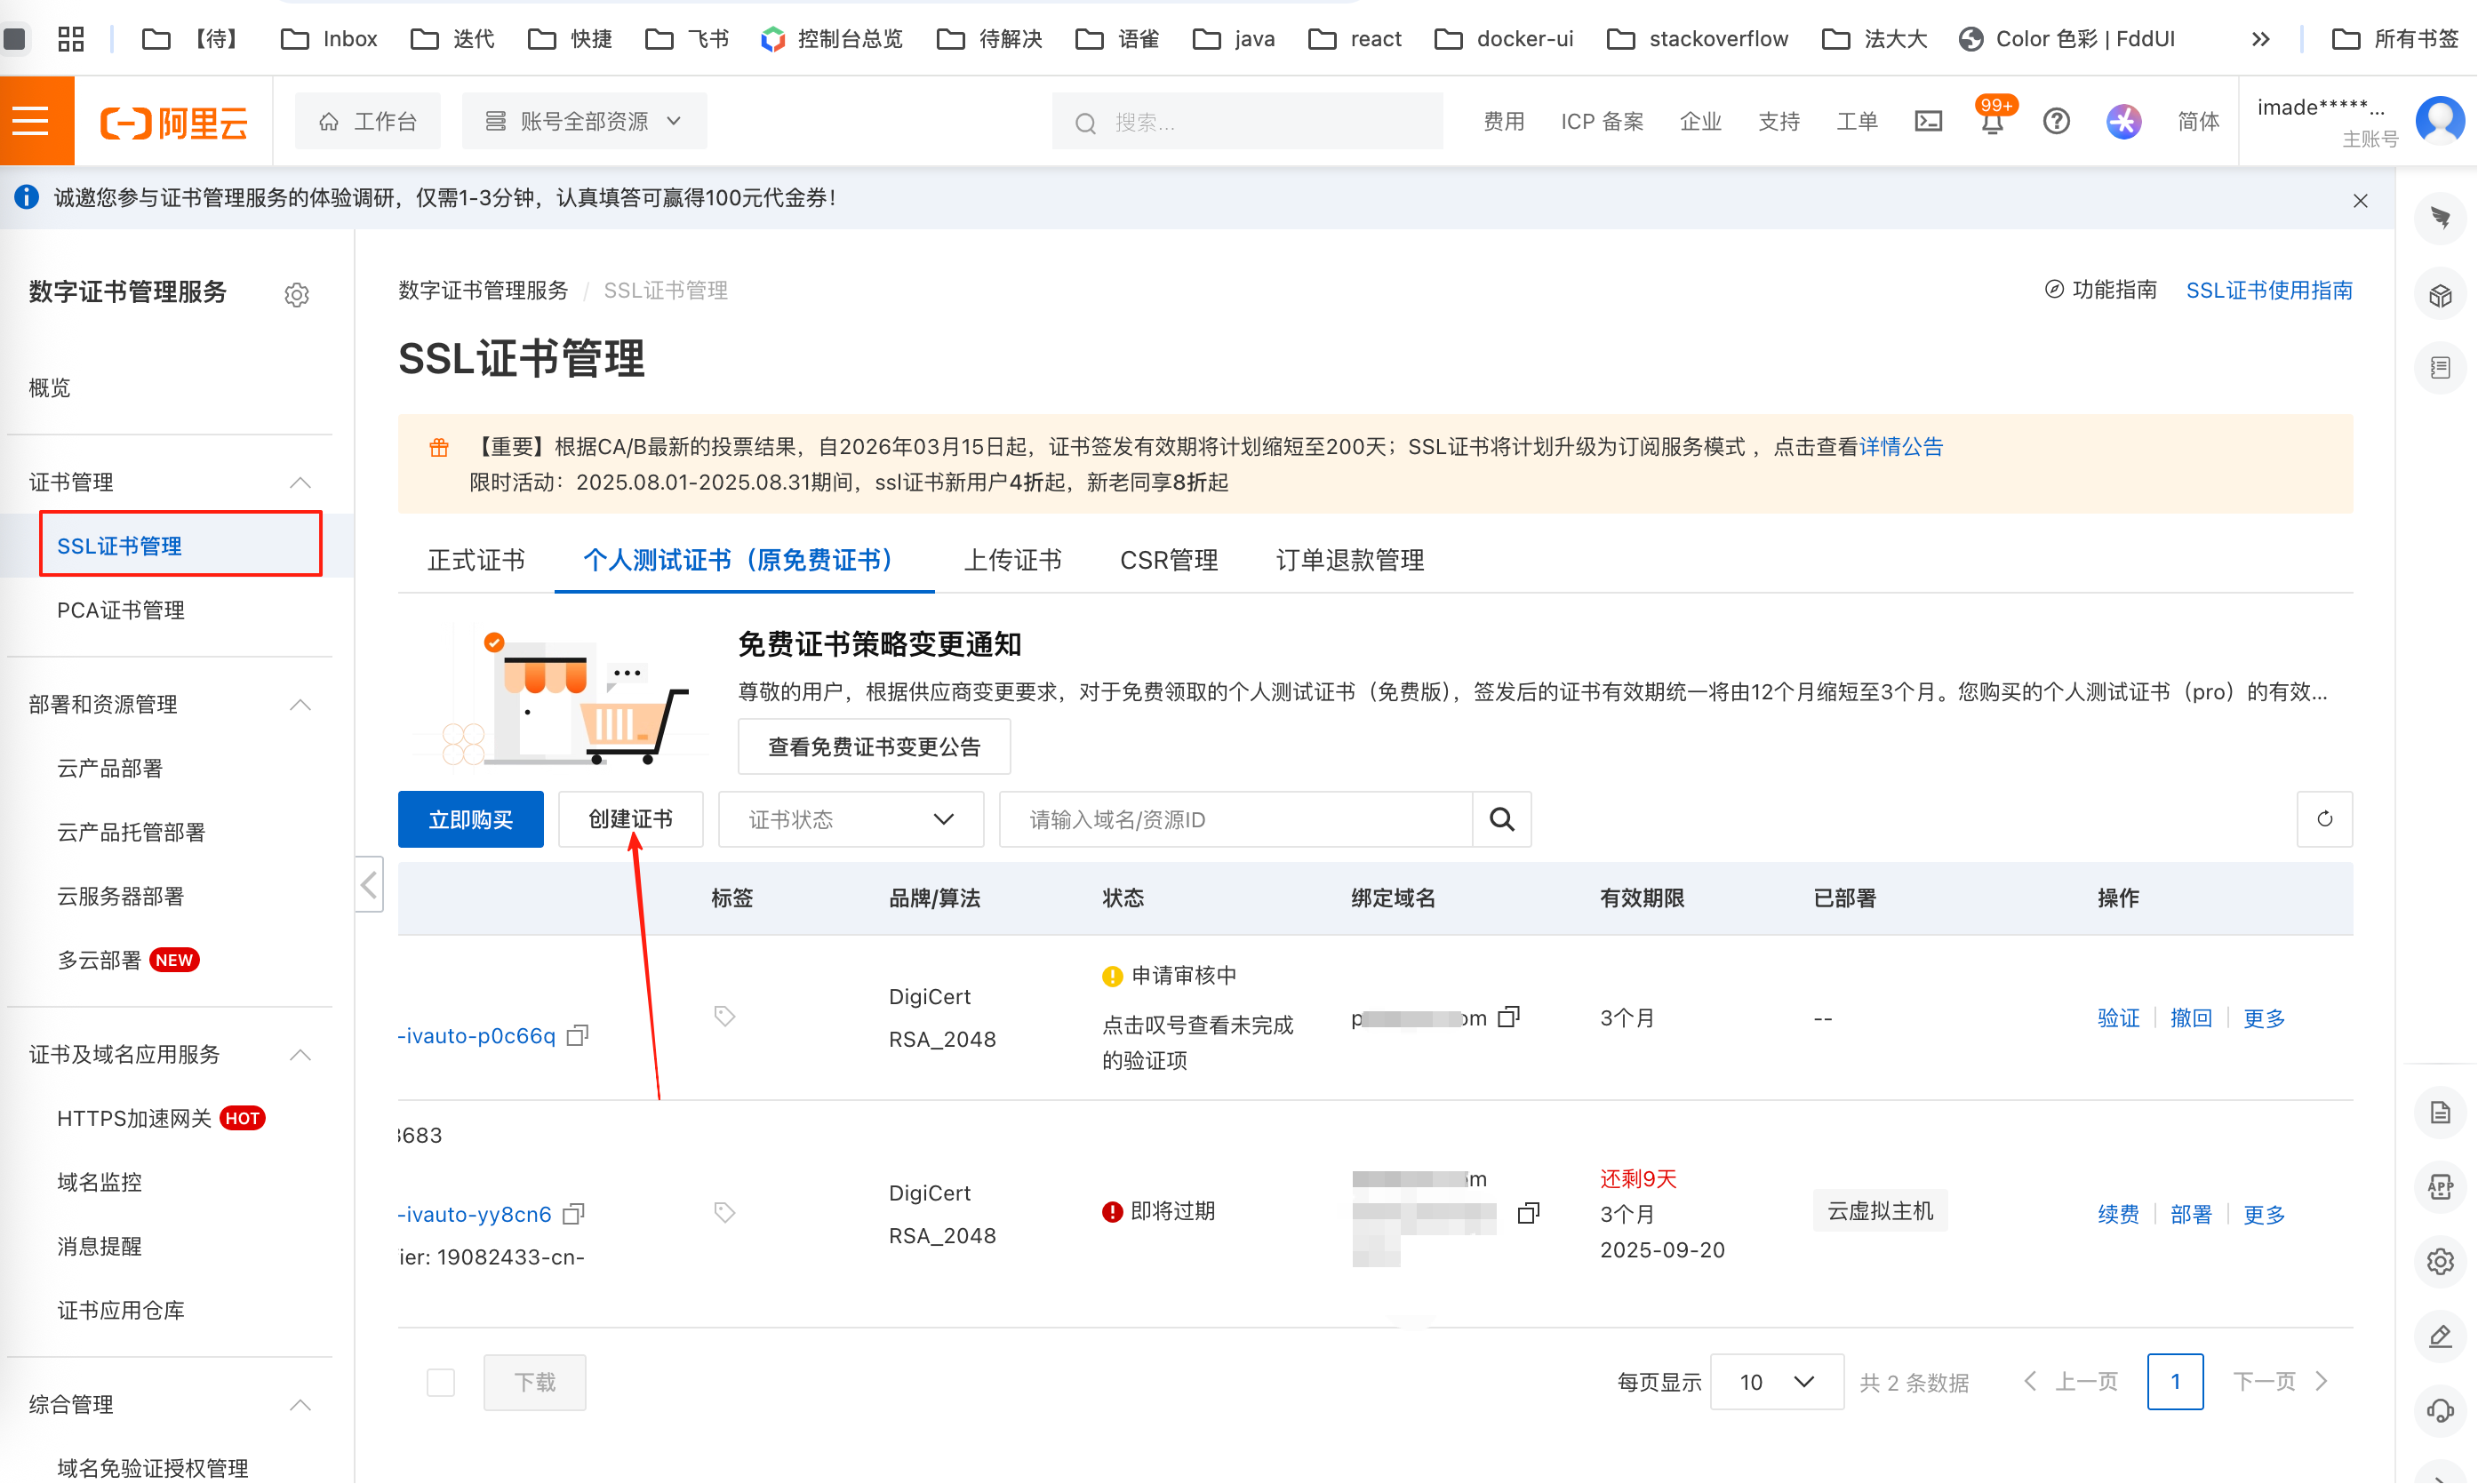 【待】 Inbox 迭代 快捷 飞书 控制台总览 待解决 语雀 java react docker-ui stackoverflow 法大大 Color 色彩 | FddUI 所有书签
阿里云 工作台 账号全部资源 搜索... 费用 ICP 备案 企业 支持 工单 99+ 简体 imade*****...
主账号
诚邀您参与证书管理服务的体验调研，仅需1-3分钟，认真填答可赢得100元代金券！
数字证书管理服务
概览
证书管理
SSL证书管理
PCA证书管理
部署和资源管理
云产品部署
云产品托管部署
云服务器部署
多云部署 NEW
证书及域名应用服务
HTTPS加速网关 HOT
域名监控
消息提醒
证书应用仓库
综合管理
域名免验证授权管理
数字证书管理服务 / SSL证书管理
功能指南 SSL证书使用指南
SSL证书管理
【重要】根据CA/B最新的投票结果，自2026年03月15日起，证书签发有效期将计划缩短至200天；SSL证书将计划升级为订阅服务模式 ，点击查看详情公告
限时活动：2025.08.01-2025.08.31期间，ssl证书新用户4折起，新老同享8折起
正式证书 个人测试证书（原免费证书） 上传证书 CSR管理 订单退款管理
免费证书策略变更通知
尊敬的用户，根据供应商变更要求，对于免费领取的个人测试证书（免费版），签发后的证书有效期统一将由12个月缩短至3个月。您购买的个人测试证书（pro）的有效...
查看免费证书变更公告
立即购买 创建证书 证书状态 请输入域名/资源ID
标签 品牌/算法 状态 绑定域名 有效期限 已部署 操作
-ivauto-p0c66q
DigiCert
RSA_2048
申请审核中
点击叹号查看未完成
的验证项
p om
3个月
--
验证 撤回 更多
3683
-ivauto-yy8cn6
ier: 19082433-cn-
DigiCert
RSA_2048
即将过期
m
还剩9天
3个月
2025-09-20
云虚拟主机
续费 部署 更多
下载
每页显示 10 共 2 条数据 上一页 1 下一页
APP